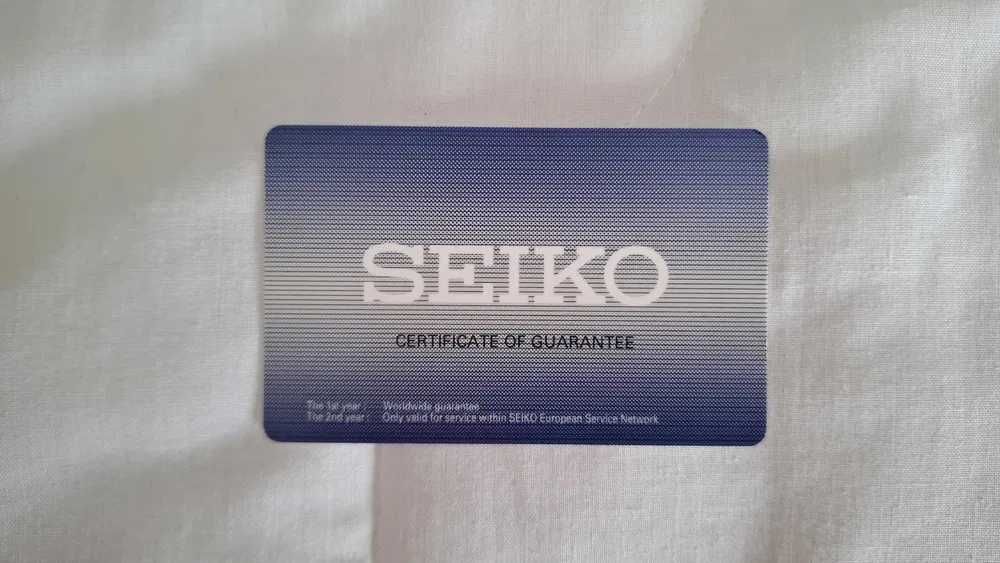 SEIKO
CERTIFICATE OF GUARANTEE
The 1st year : Worldwide guarantee
The 2nd year : Only valid for service within SEIKO European Service Network